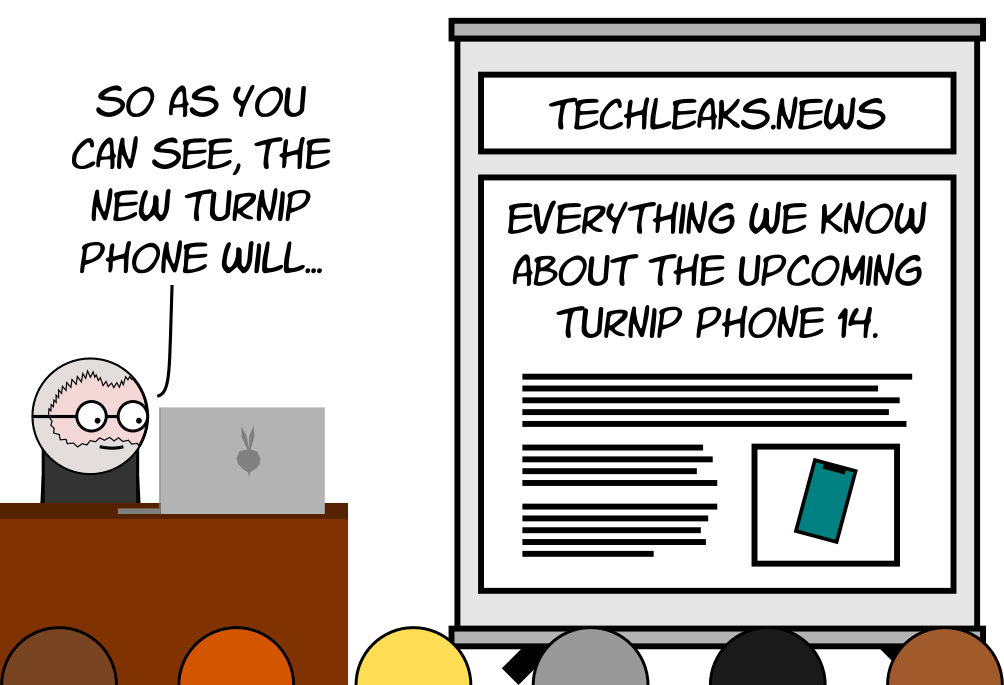 SO AS YOU
CAN SEE, THE
NEW TURNIP
PHONE WILL...
TECHLEAKS.NEWS
EVERYTHING WE KNOW
ABOUT THE UPCOMING
TURNIP PHONE 14.